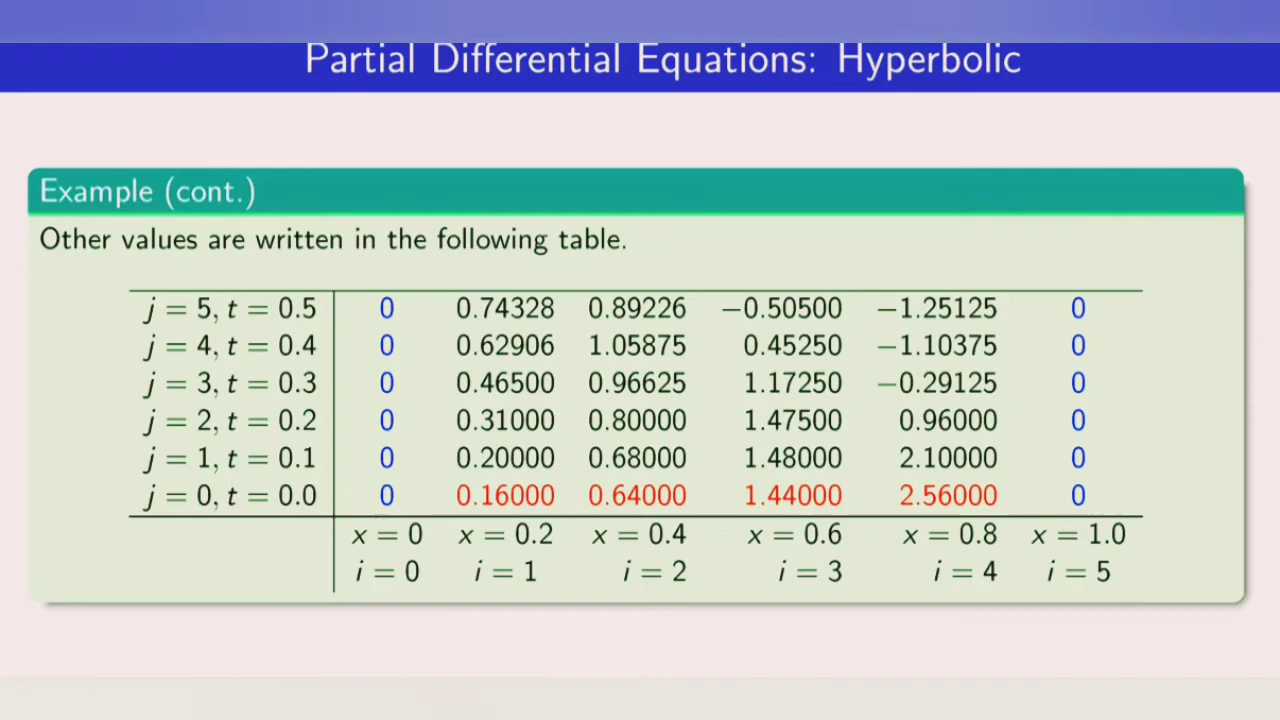 Partial Differential Equations: Hyperbolic
Example (cont.)
Other values are written in the following table.
j = 5, t = 0.5 0 0.74328 0.89226 −0.50500 −1.25125 0
j = 4, t = 0.4 0 0.62906 1.05875 0.45250 −1.10375 0
j = 3, t = 0.3 0 0.46500 0.96625 1.17250 −0.29125 0
j = 2, t = 0.2 0 0.31000 0.80000 1.47500 0.96000 0
j = 1, t = 0.1 0 0.20000 0.68000 1.48000 2.10000 0
j = 0, t = 0.0 0 0.16000 0.64000 1.44000 2.56000 0
x = 0 x = 0.2 x = 0.4 x = 0.6 x = 0.8 x = 1.0
i = 0 i = 1 i = 2 i = 3 i = 4 i = 5